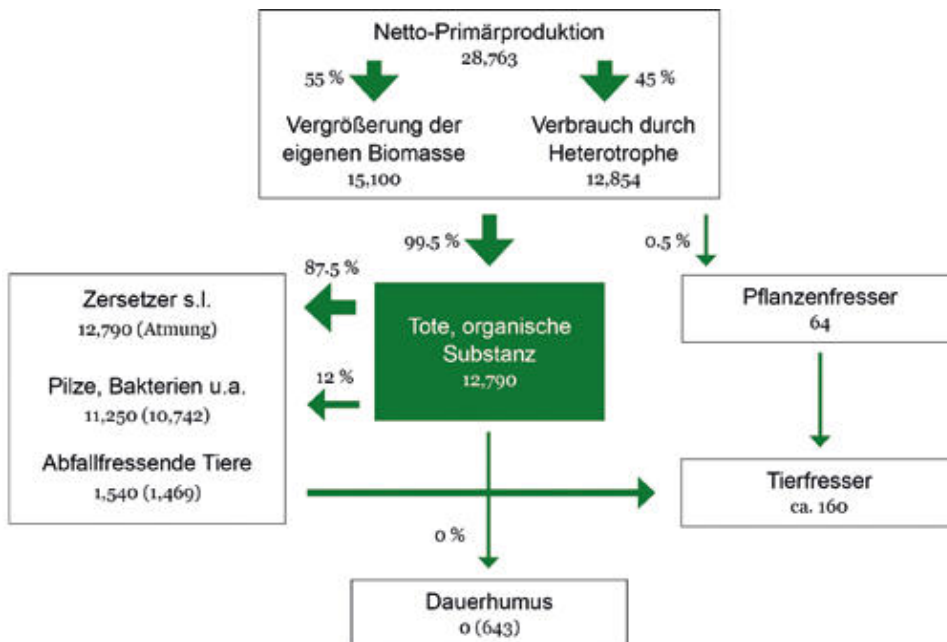 Netto-Primärproduktion
28,763
55 %
45 %
Vergrößerung der
eigenen Biomasse
15,100
Verbrauch durch
Heterotrophe
12,854
99.5 %
0.5 %
87.5 %
Zersetzer s.l.
12,790 (Atmung)
Pilze, Bakterien u.a.
11,250 (10,742)
Abfallfressende Tiere
1,540 (1,469)
12 %
Tote, organische
Substanz
12,790
Pflanzenfresser
64
Tierfresser
ca. 160
0 %
Dauerhumus
0 (643)